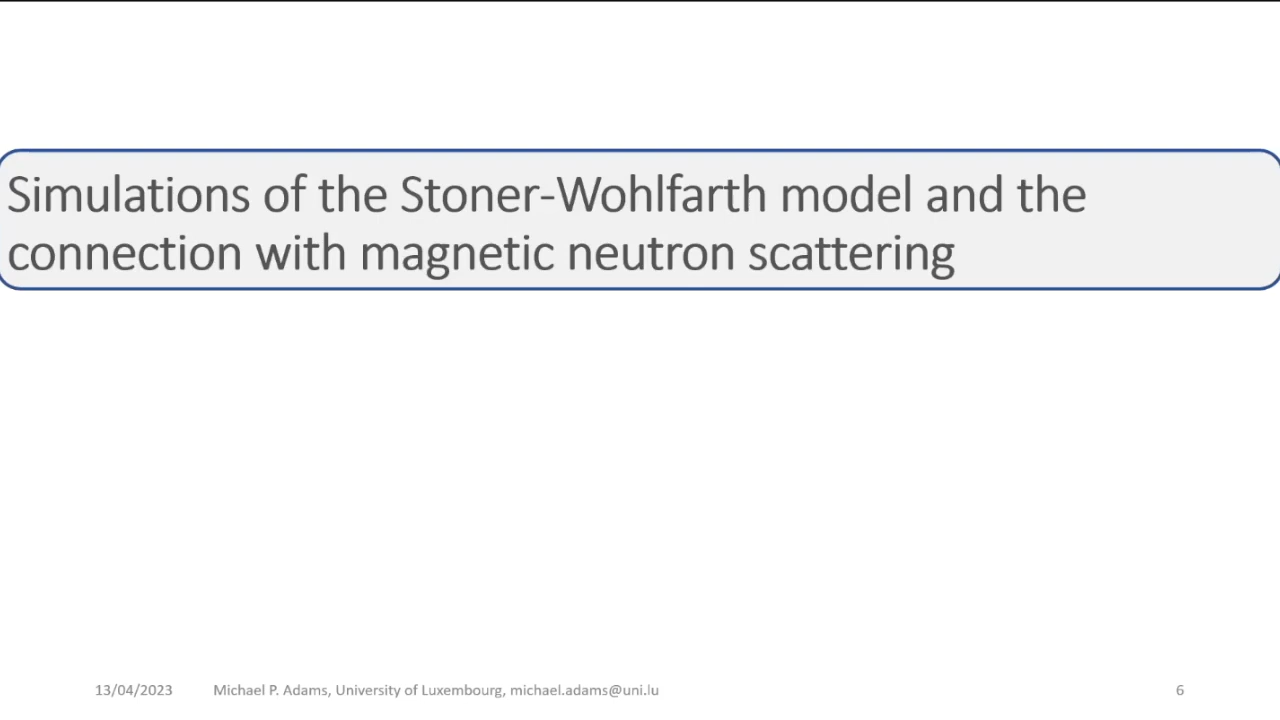 Simulations of the Stoner-Wohlfarth model and the
connection with magnetic neutron scattering
13/04/2023 Michael P. Adams, University of Luxembourg, michael.adams@uni.lu 6